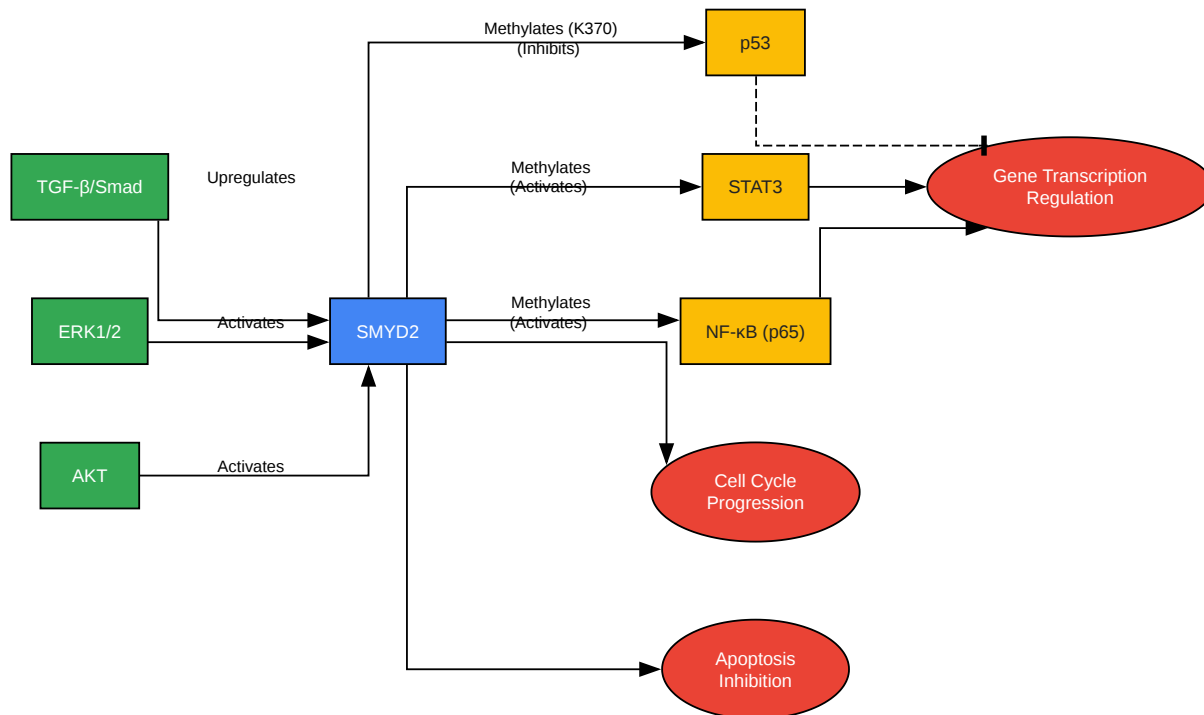 Methylates (K370)
(Inhibits)
p53
TGF-β/Smad
Upregulates
Methylates
(Activates)
STAT3
Gene Transcription
Regulation
ERK1/2
Activates
SMYD2
Methylates
(Activates)
NF-κB (p65)
AKT
Activates
Cell Cycle
Progression
Apoptosis
Inhibition